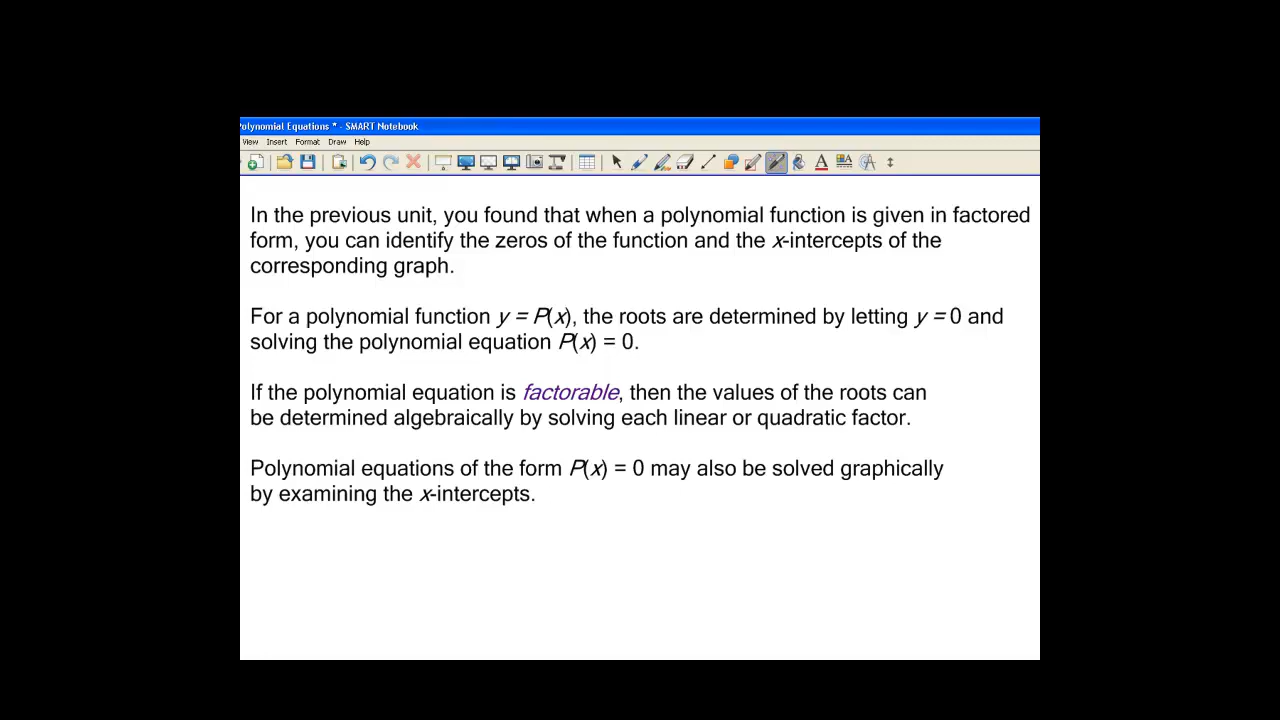 Polynomial Equations * - SMART Notebook
View Insert Format Draw Help
In the previous unit, you found that when a polynomial function is given in factored
form, you can identify the zeros of the function and the x-intercepts of the
corresponding graph.
For a polynomial function y = P(x), the roots are determined by letting y = 0 and
solving the polynomial equation P(x) = 0.
If the polynomial equation is factorable, then the values of the roots can
be determined algebraically by solving each linear or quadratic factor.
Polynomial equations of the form P(x) = 0 may also be solved graphically
by examining the x-intercepts.